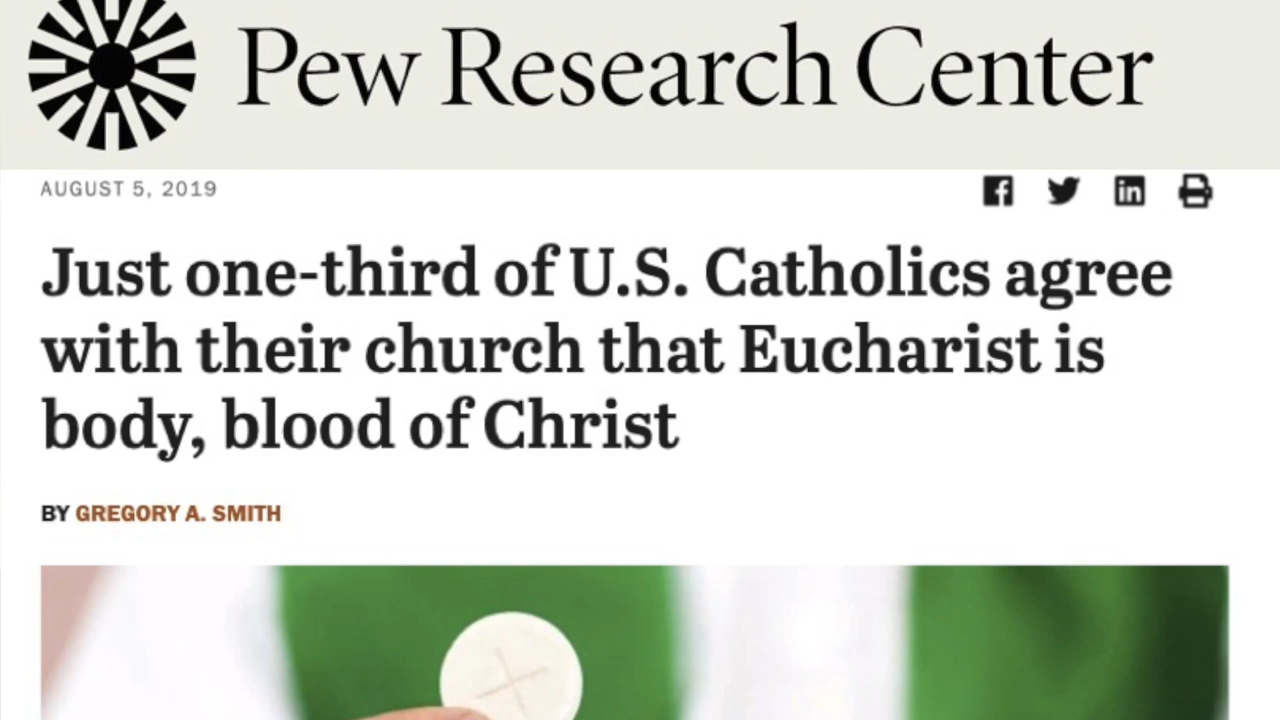 Pew Research Center
AUGUST 5, 2019
Just one-third of U.S. Catholics agree
with their church that Eucharist is
body, blood of Christ
BY GREGORY A. SMITH